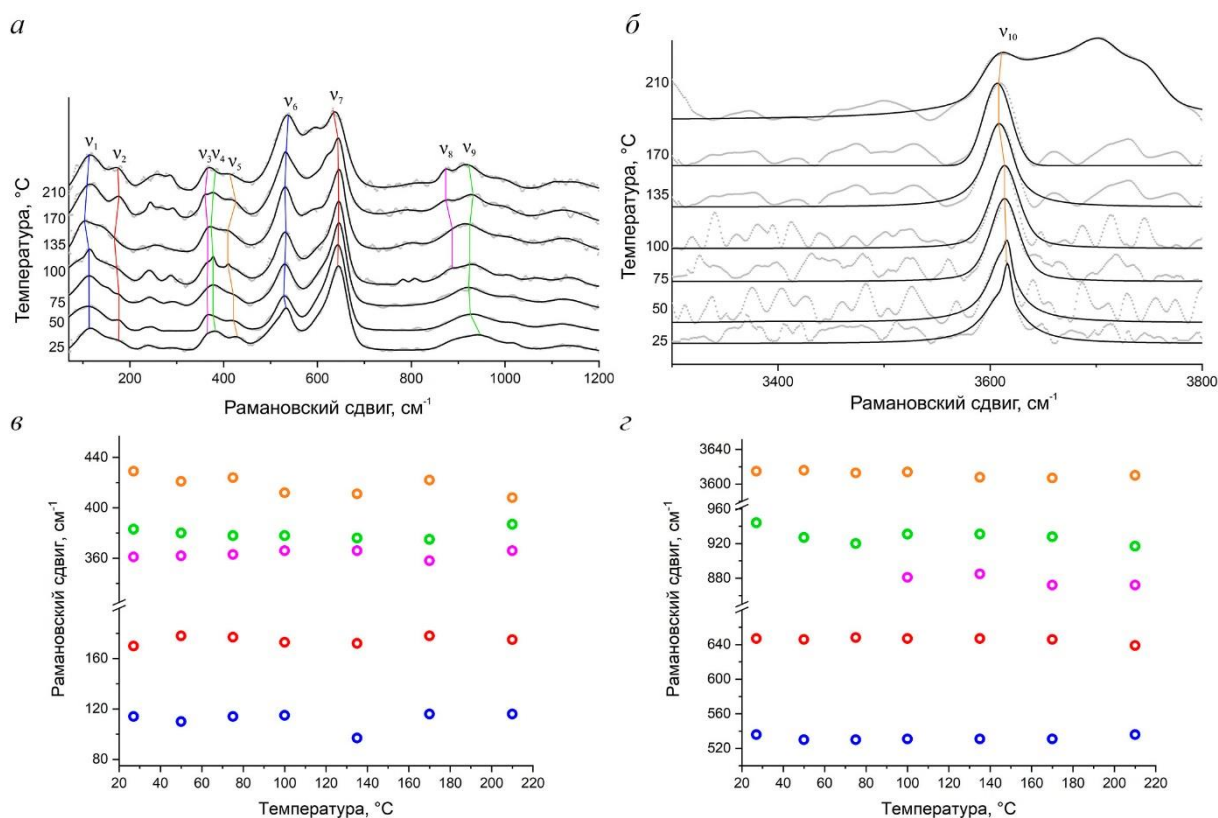 а
Температура, °C
210
170
135
100
75
50
25
ν1
ν2
ν3
ν4
ν5
ν6
ν7
ν8
ν9
200 400 600 800 1000 1200
Рамановский сдвиг, см-1
б
Температура, °C
210
170
135
100
75
50
25
ν10
3400 3600 3800
Рамановский сдвиг, см-1
в
Рамановский сдвиг, см-1
440
400
360
160
120
80
20 40 60 80 100 120 140 160 180 200 220
Температура, °C
г
Рамановский сдвиг, см-1
3640
3600
960
920
880
640
600
560
520
20 40 60 80 100 120 140 160 180 200 220
Температура, °C